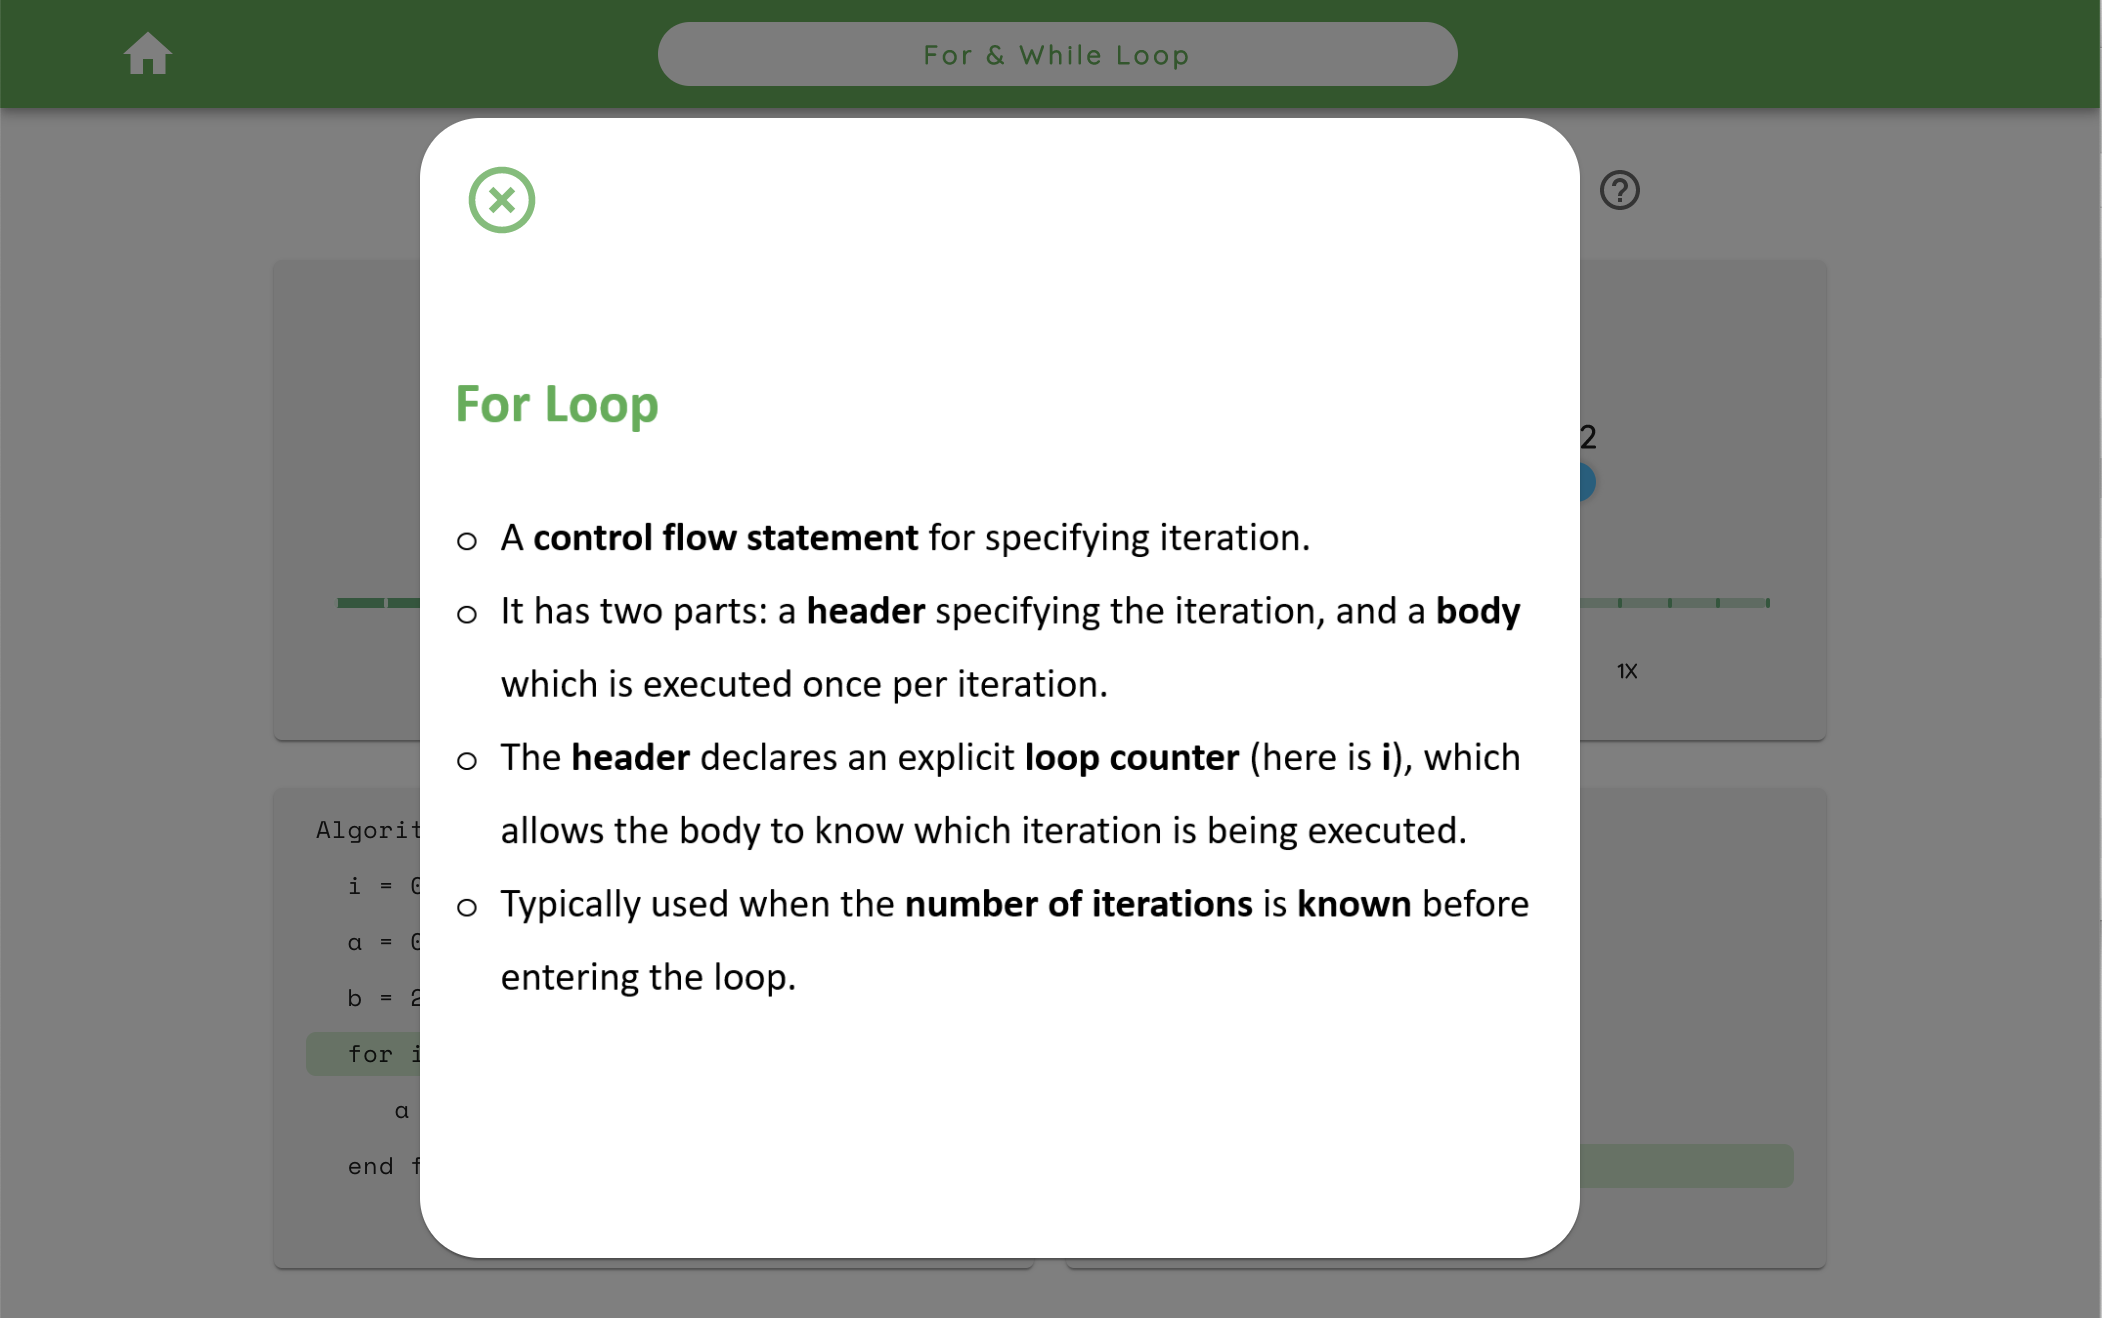 For & While Loop
For Loop
A control flow statement for specifying iteration.
It has two parts: a header specifying the iteration, and a body
which is executed once per iteration.
The header declares an explicit loop counter (here is i), which
allows the body to know which iteration is being executed.
Typically used when the number of iterations is known before
entering the loop.
2
1X
i =
a =
b = 2
for i
a
end